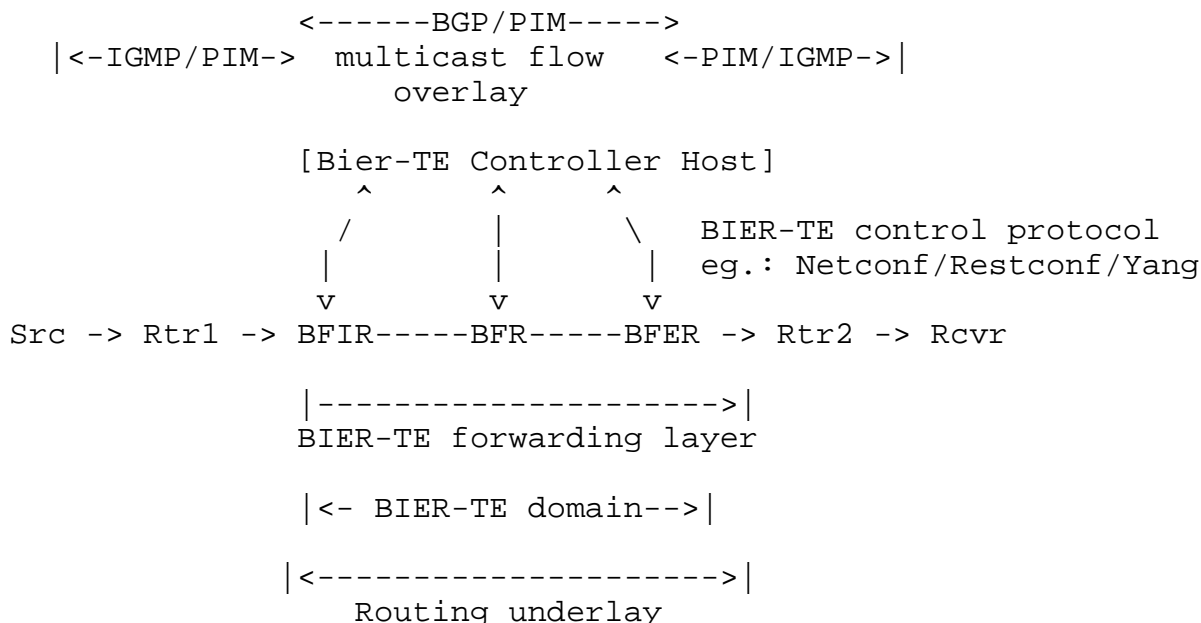 <------BGP/PIM----->
|<-IGMP/PIM-> multicast flow <-PIM/IGMP->|
overlay
[Bier-TE Controller Host]
^ ^ ^
/ | \ BIER-TE control protocol
| | | eg.: Netconf/Restconf/Yang
v v v
Src -> Rtr1 -> BFIR-----BFR-----BFER -> Rtr2 -> Rcvr
|--------------------->|
BIER-TE forwarding layer
|<- BIER-TE domain-->|
|<--------------------->|
Routing underlay